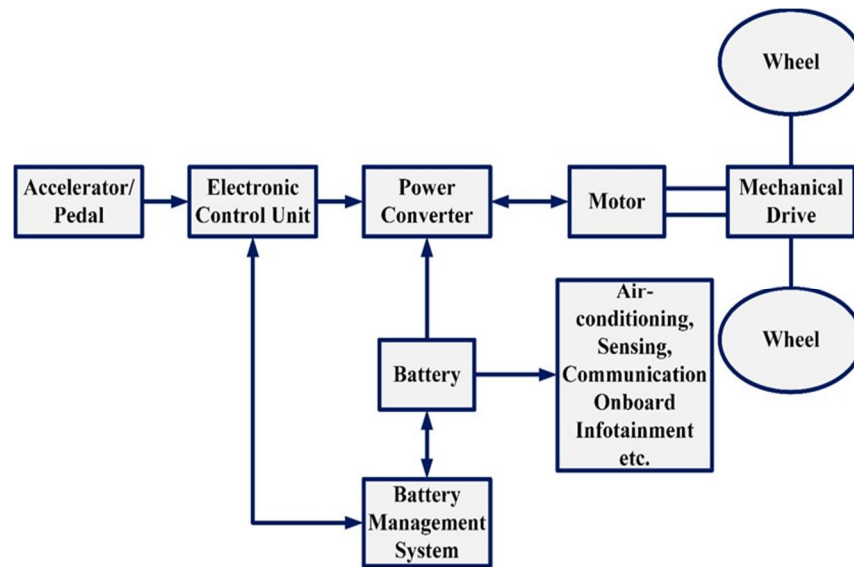 Wheel
Accelerator/
Pedal
Electronic
Control Unit
Power
Converter
Motor
Mechanical
Drive
Battery
Air-
conditioning,
Sensing,
Communication
Onboard
Infotainment
etc.
Wheel
Battery
Management
System